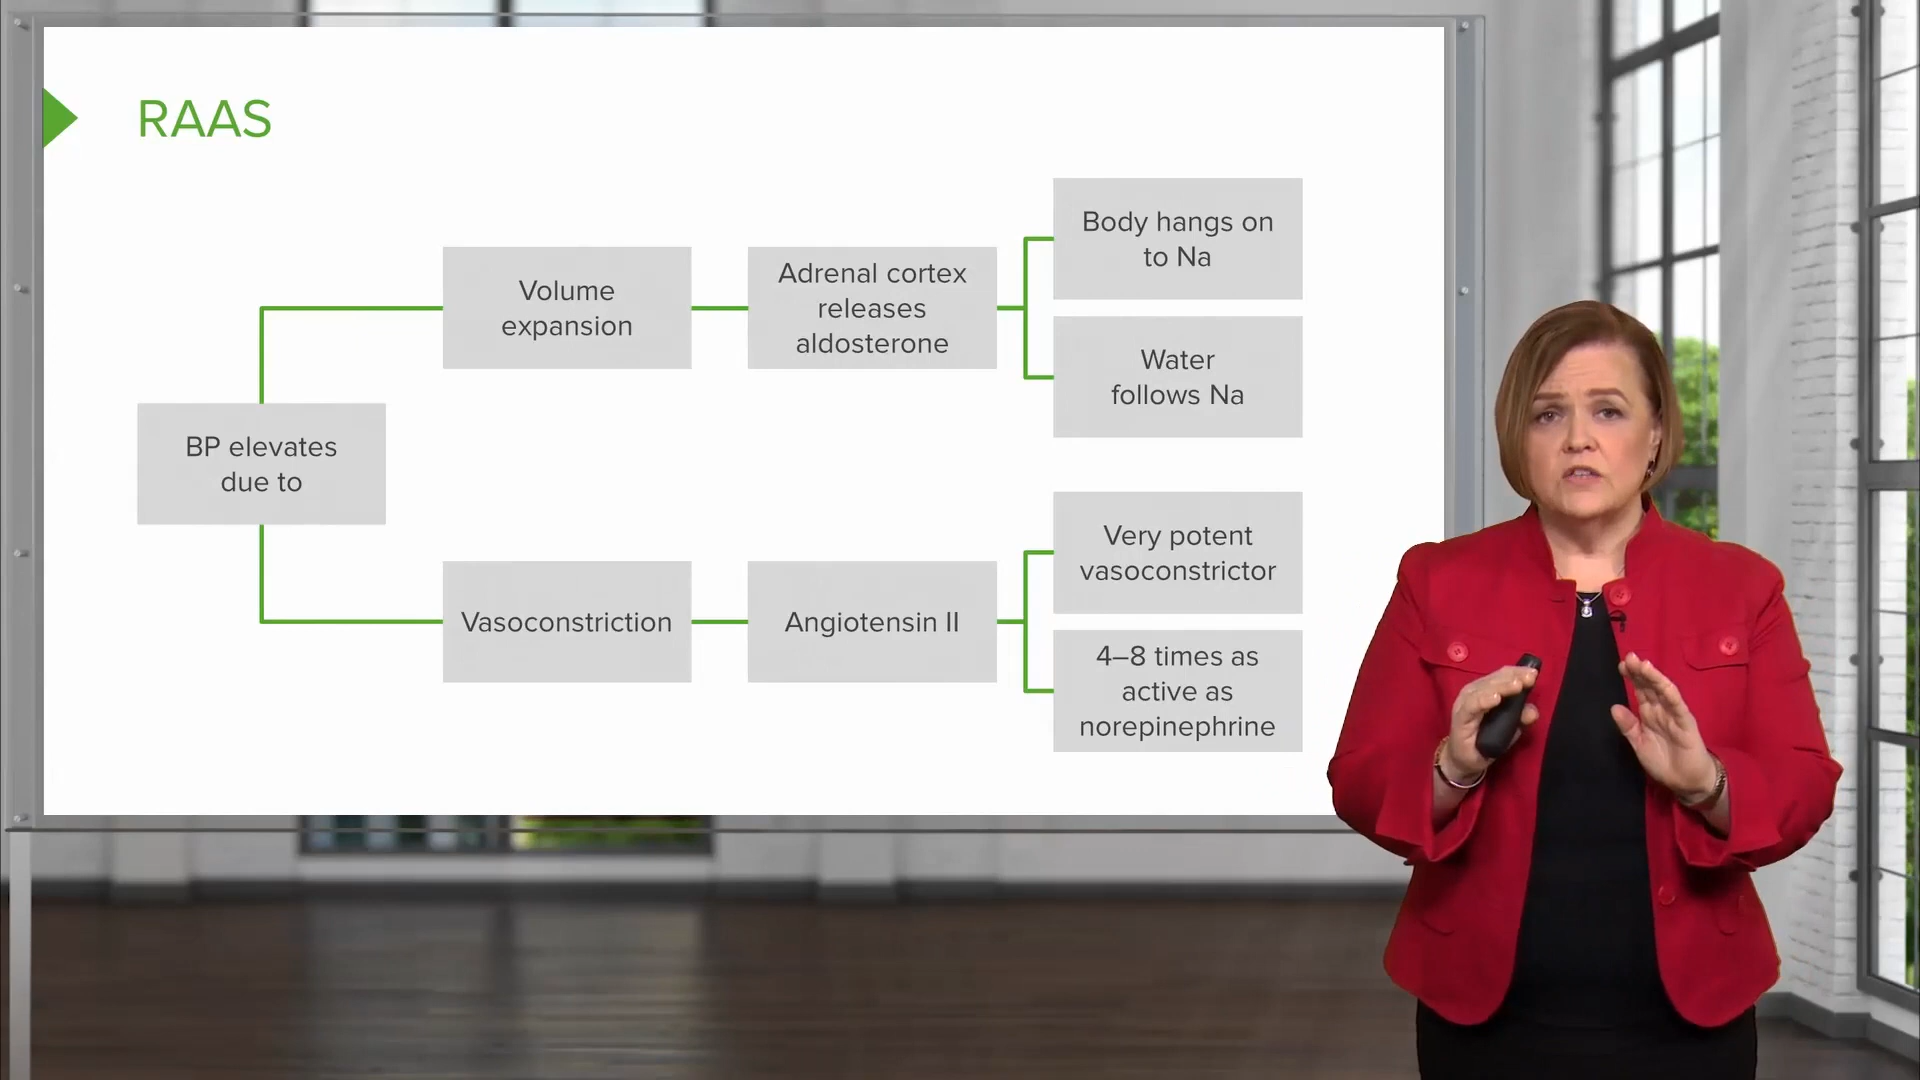 RAAS
BP elevates
due to
Volume
expansion
Adrenal cortex
releases
aldosterone
Body hangs on
to Na
Water
follows Na
Vasoconstriction
Angiotensin II
Very potent
vasoconstrictor
4–8 times as
active as
norepinephrine